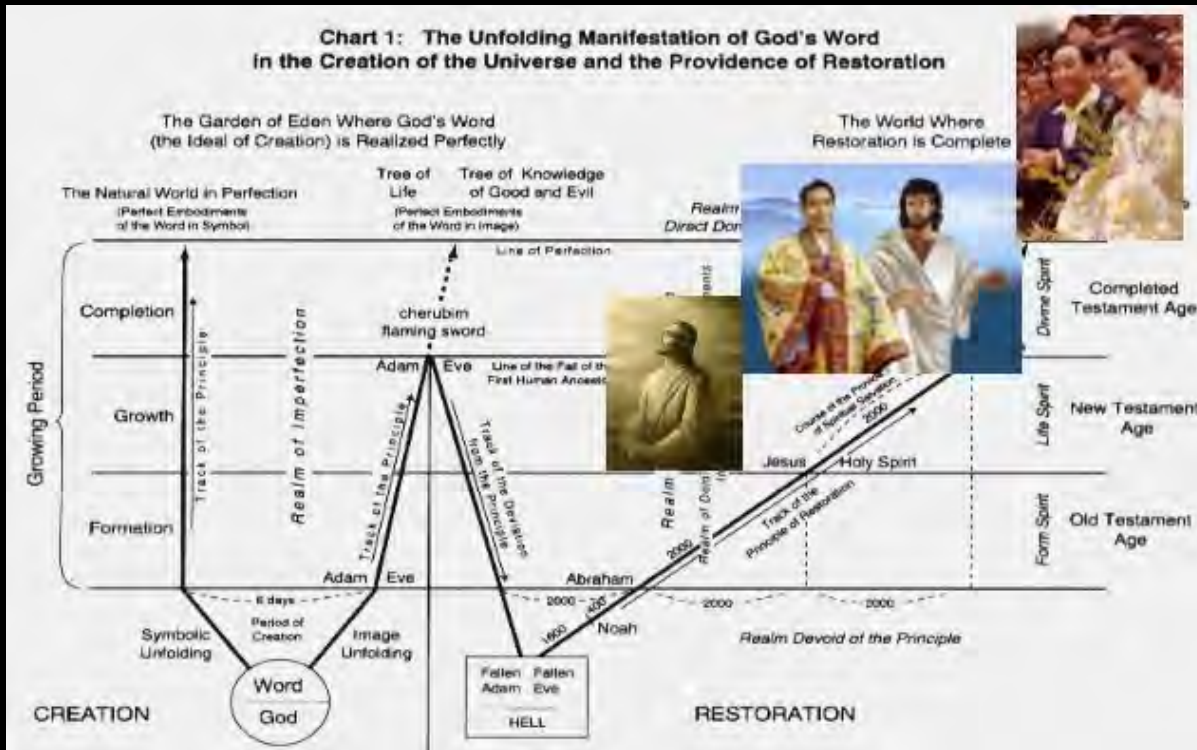 Chart 1: The Unfolding Manifestation of God's Word
in the Creation of the Universe and the Providence of Restoration
The Garden of Eden Where God's Word
(the Ideal of Creation) is Realized Perfectly
The World Where
Restoration is Complete
The Natural World in Perfection
(Perfect Embodiments
of the Word in Symbol)
Tree of
Life
Tree of Knowledge
of Good and Evil
(Perfect Embodiments
of the Word in Image)
Realm
Direct
Line of Perfection
Growing Period
Completion
Growth
Formation
Track of the Principle
Realm of Imperfection
cherubim
flaming sword
Adam Eve
Line of the Fall of the
First Human
Track of the Principle
Track of the Deviation
from the Principle
Adam Eve
6 days
Period of
Creation
Symbolic
Unfolding
Image
Unfolding
Word
God
CREATION
Fallen Fallen
Adam Eve
HELL
RESTORATION
1600
400
Noah
Abraham
2000
2000
2000
2000
Realm
Realm of
Track of the
Principle of Restoration
Jesus Holy Spirit
Course of the
of Spiritual Salvation
2000
Realm Devoid of the Principle
Divine Spirit
Life Spirit
Form Spirit
Completed
Testament Age
New Testament
Age
Old Testament
Age